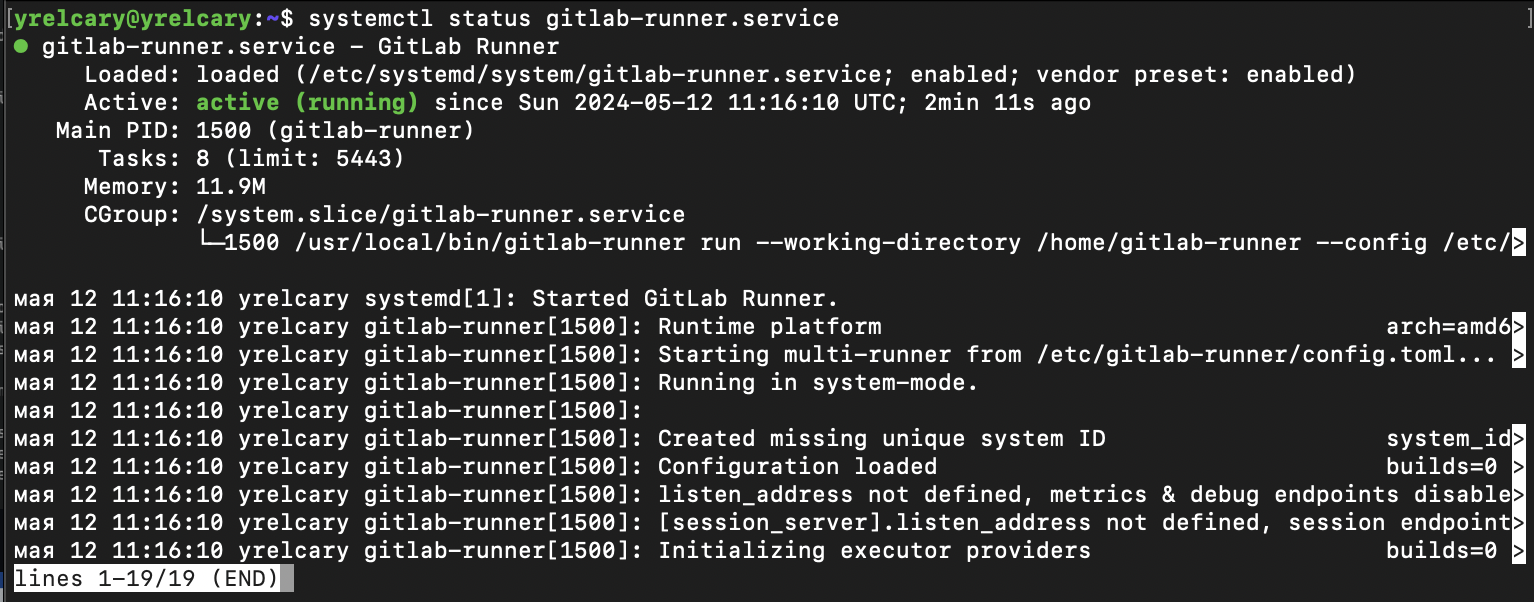 [yrelcary@yrelcary:~$ systemctl status gitlab-runner.service ]
● gitlab-runner.service - GitLab Runner
Loaded: loaded (/etc/systemd/system/gitlab-runner.service; enabled; vendor preset: enabled)
Active: active (running) since Sun 2024-05-12 11:16:10 UTC; 2min 11s ago
Main PID: 1500 (gitlab-runner)
Tasks: 8 (limit: 5443)
Memory: 11.9M
CGroup: /system.slice/gitlab-runner.service
└─1500 /usr/local/bin/gitlab-runner run --working-directory /home/gitlab-runner --config /etc/>
мая 12 11:16:10 yrelcary systemd[1]: Started GitLab Runner.
мая 12 11:16:10 yrelcary gitlab-runner[1500]: Runtime platform arch=amd6>
мая 12 11:16:10 yrelcary gitlab-runner[1500]: Starting multi-runner from /etc/gitlab-runner/config.toml... >
мая 12 11:16:10 yrelcary gitlab-runner[1500]: Running in system-mode.
мая 12 11:16:10 yrelcary gitlab-runner[1500]:
мая 12 11:16:10 yrelcary gitlab-runner[1500]: Created missing unique system ID system_id>
мая 12 11:16:10 yrelcary gitlab-runner[1500]: Configuration loaded builds=0 >
мая 12 11:16:10 yrelcary gitlab-runner[1500]: listen_address not defined, metrics & debug endpoints disable>
мая 12 11:16:10 yrelcary gitlab-runner[1500]: [session_server].listen_address not defined, session endpoint>
мая 12 11:16:10 yrelcary gitlab-runner[1500]: Initializing executor providers builds=0 >
lines 1-19/19 (END)